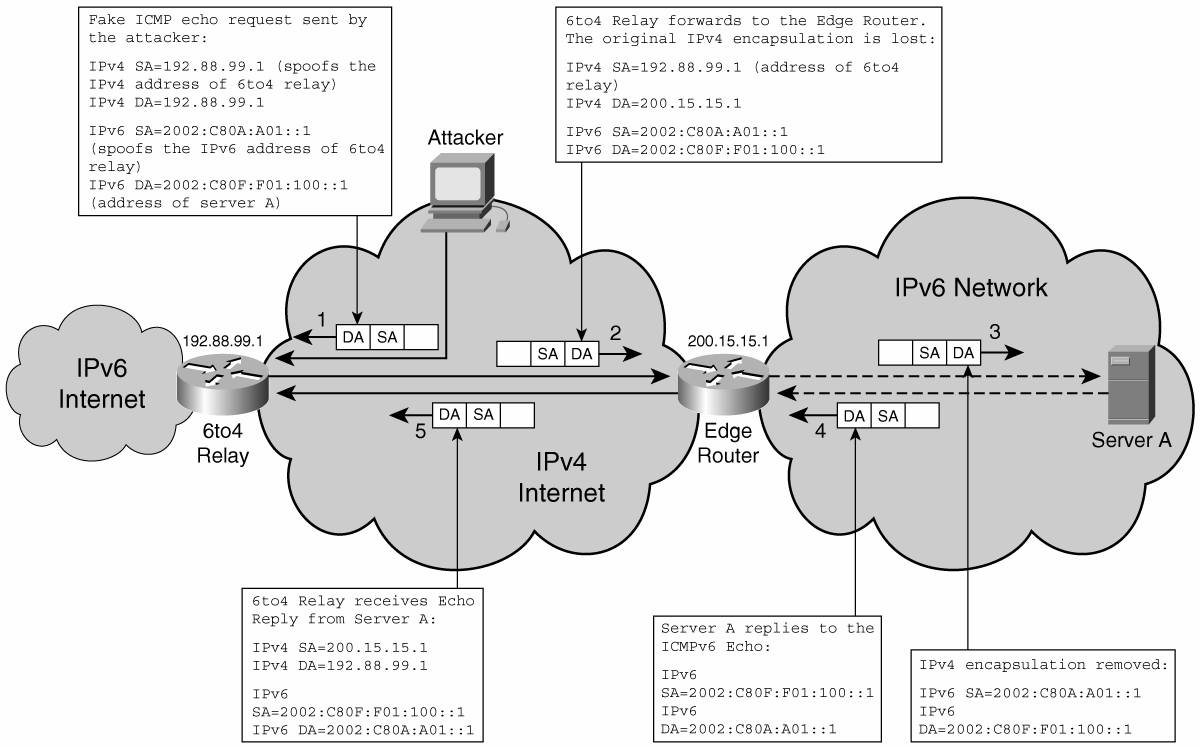 Fake ICMP echo request sent by
the attacker:
IPv4 SA=192.88.99.1 (spoofs the
IPv4 address of 6to4 relay)
IPv4 DA=192.88.99.1
IPv6 SA=2002:C80A:A01::1
(spoofs the IPv6 address of 6to4
relay)
IPv6 DA=2002:C80F:F01:100::1
(address of server A)
6to4 Relay forwards to the Edge Router.
The original IPv4 encapsulation is lost:
IPv4 SA=192.88.99.1 (address of 6to4
relay)
IPv4 DA=200.15.15.1
IPv6 SA=2002:C80A:A01::1
IPv6 DA=2002:C80F:F01:100::1
Attacker
IPv6 Network
1
DA SA
2
SA DA
3
SA DA
192.88.99.1
200.15.15.1
IPv6
Internet
6to4
Relay
5
DA SA
Edge
Router
4
DA SA
Server A
IPv4
Internet
6to4 Relay receives Echo
Reply from Server A:
IPv4 SA=200.15.15.1
IPv4 DA=192.88.99.1
IPv6
SA=2002:C80F:F01:100::1
IPv6 DA=2002:C80A:A01::1
Server A replies to the
ICMPv6 Echo:
IPv6
SA=2002:C80F:F01:100::1
IPv6
DA=2002:C80A:A01::1
IPv4 encapsulation removed:
IPv6 SA=2002:C80A:A01::1
IPv6
DA=2002:C80F:F01:100::1